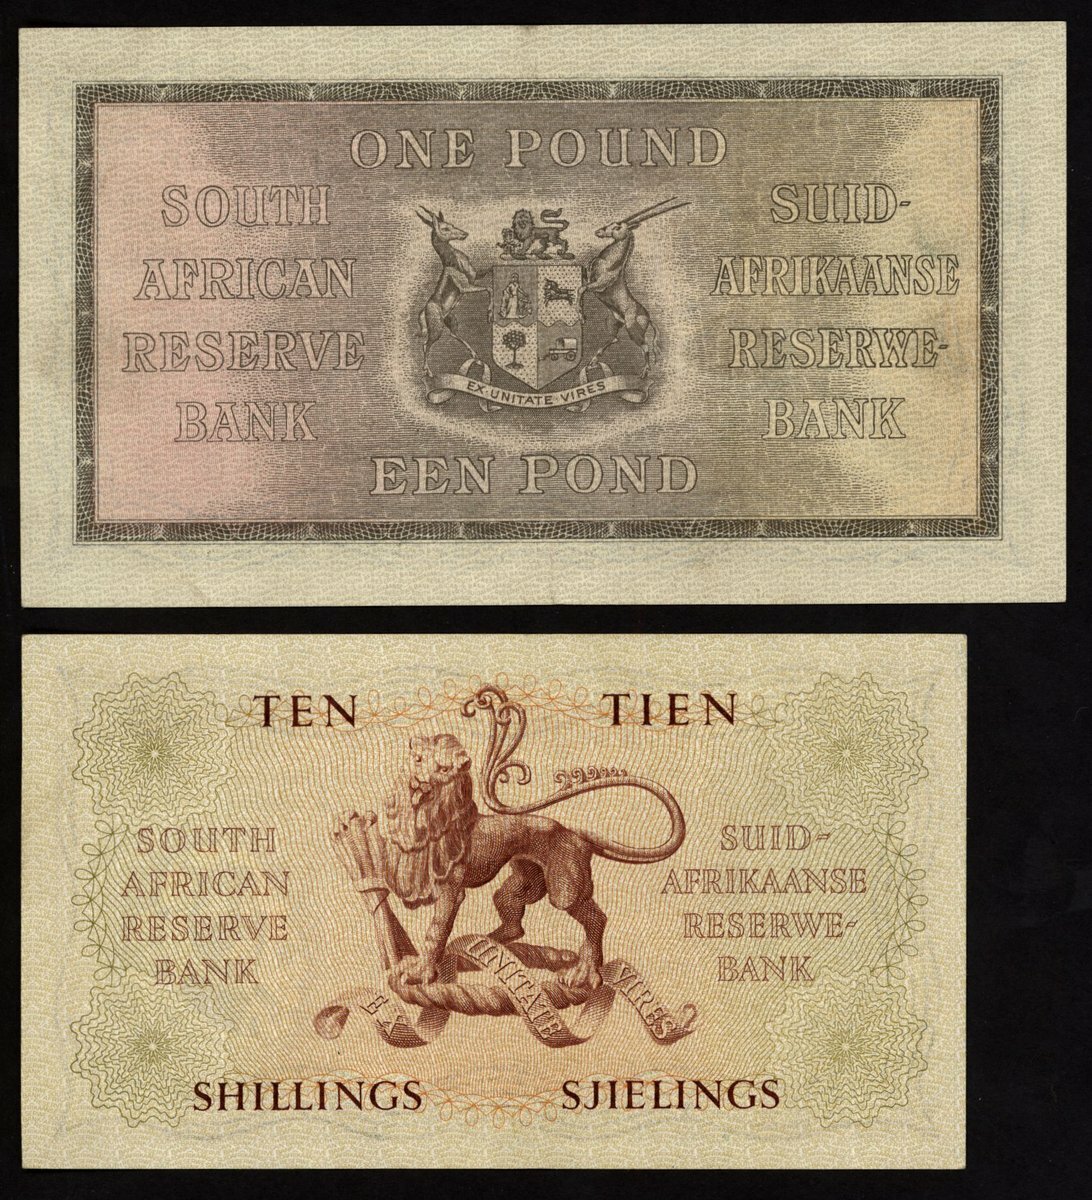 ONE POUND
SOUTH
AFRICAN
RESERVE
BANK
EX·UNITATE·VIRES
SUID-
AFRIKAANSE
RESERWE-
BANK
EEN POND
TEN TIEN
SOUTH
AFRICAN
RESERVE
BANK
EX UNITATE VIRES
SUID-
AFRIKAANSE
RESERWE-
BANK
SHILLINGS SJIELINGS